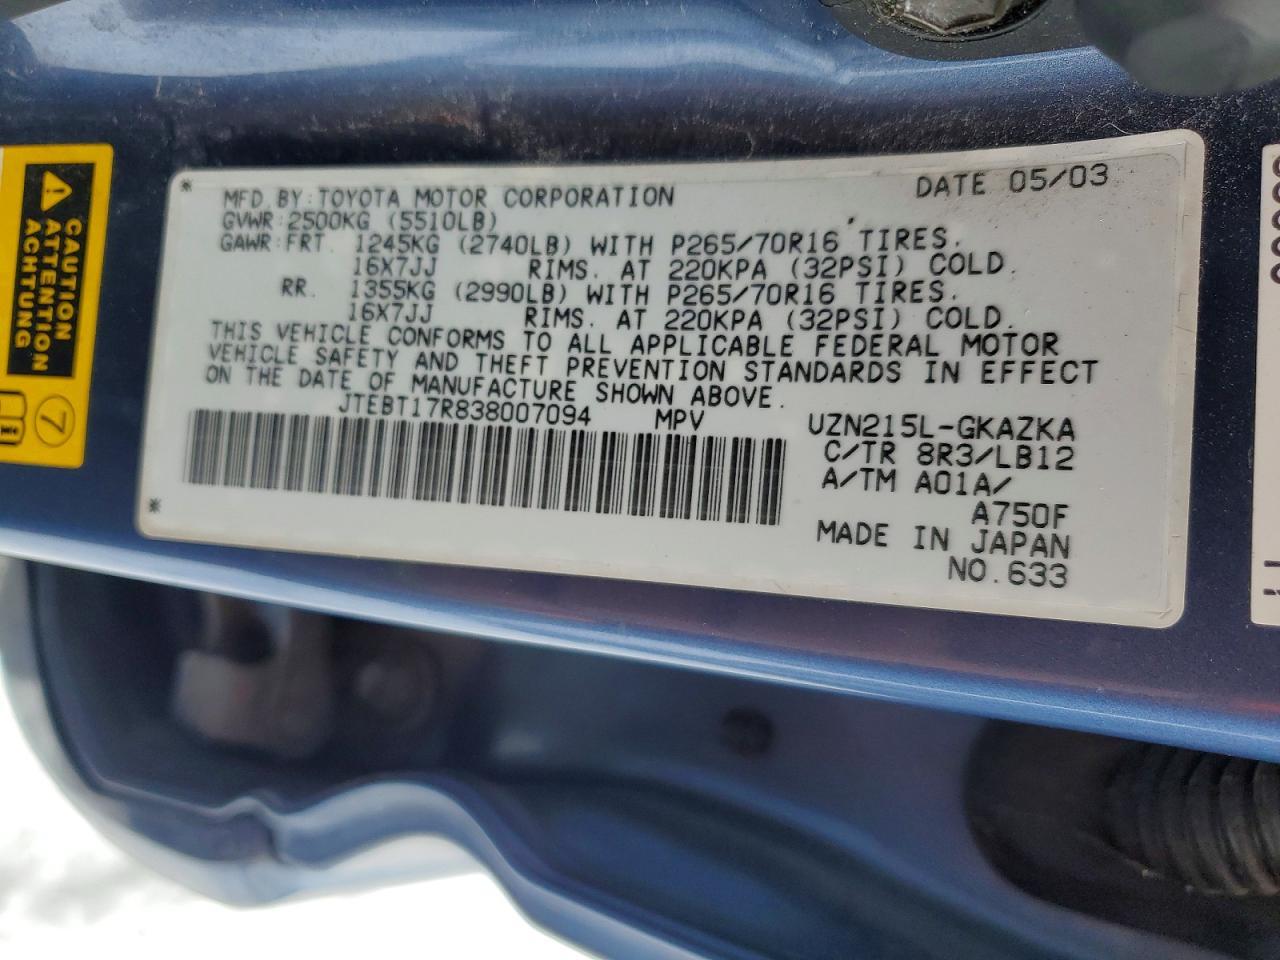 CAUTION
ATTENTION
ACHTUNG
7
* MFD. BY: TOYOTA MOTOR CORPORATION DATE 05/03
GVWR: 2500KG (5510LB)
GAWR: FRT. 1245KG (2740LB) WITH P265/70R16 TIRES.
16X7JJ RIMS. AT 220KPA (32PSI) COLD.
RR. 1355KG (2990LB) WITH P265/70R16 TIRES.
16X7JJ RIMS. AT 220KPA (32PSI) COLD.
THIS VEHICLE CONFORMS TO ALL APPLICABLE FEDERAL MOTOR
VEHICLE SAFETY AND THEFT PREVENTION STANDARDS IN EFFECT
ON THE DATE OF MANUFACTURE SHOWN ABOVE.
JTEBT17R838007094 MPV UZN215L-GKAZKA
C/TR 8R3/LB12
A/TM A01A/
* A750F
MADE IN JAPAN
NO. 633